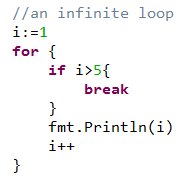 //an infinite loop
i:=1
for {
    if i>5{
        break
    }
    fmt.Println(i)
    i++
}